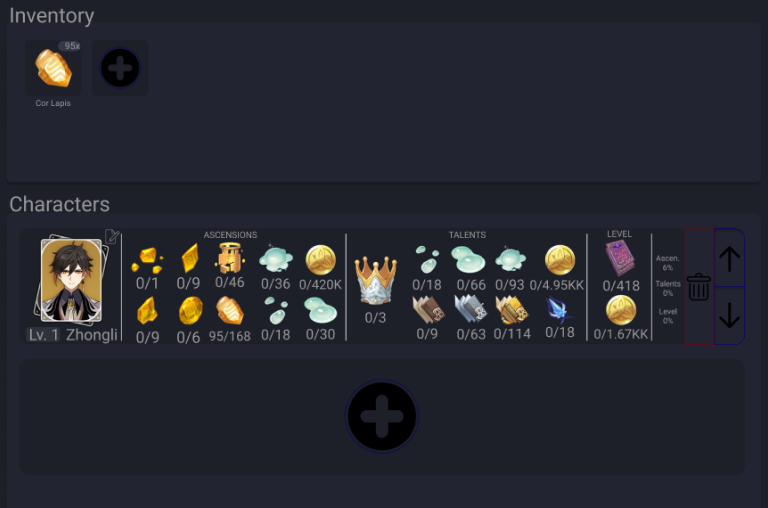 Inventory
95x
Cor Lapis
Characters
ASCENSIONS
TALENTS
LEVEL
0/1 0/9 0/46 0/36 0/420K
0/9 0/6 95/168 0/18 0/30
0/3
0/18 0/66 0/93 0/4.95KK
0/9 0/63 0/114 0/18
0/418
0/1.67KK
Ascen.
6%
Talents
0%
Level
0%
Lv. 1 Zhongli